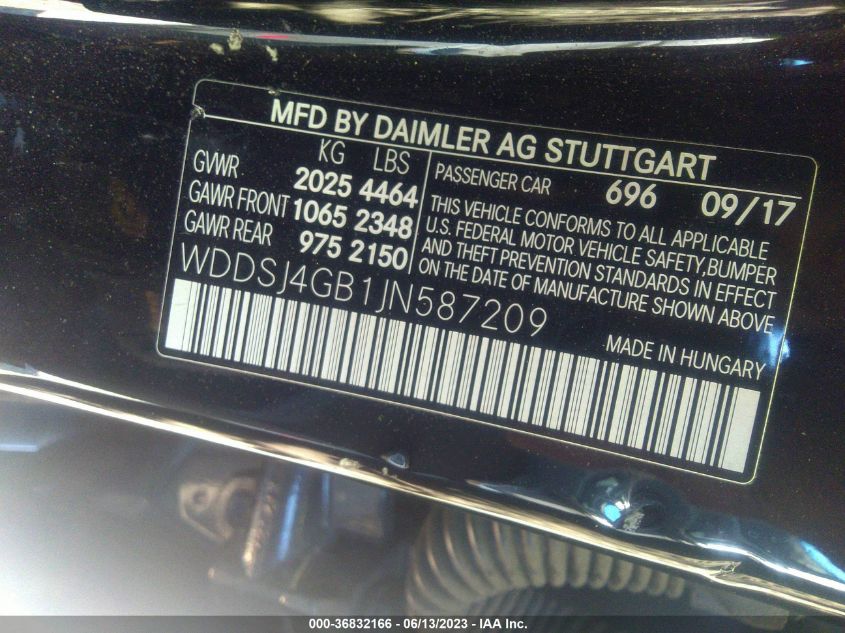 MFD BY DAIMLER AG STUTTGART
KG LBS
GVWR 2025 4464
GAWR FRONT 1065 2348
GAWR REAR 975 2150
PASSENGER CAR 696 09/17
THIS VEHICLE CONFORMS TO ALL APPLICABLE
U.S. FEDERAL MOTOR VEHICLE SAFETY, BUMPER
AND THEFT PREVENTION STANDARDS IN EFFECT
ON THE DATE OF MANUFACTURE SHOWN ABOVE
WDDSJ4GB1JN587209
MADE IN HUNGARY
000-36832166 - 06/13/2023 - IAA Inc.